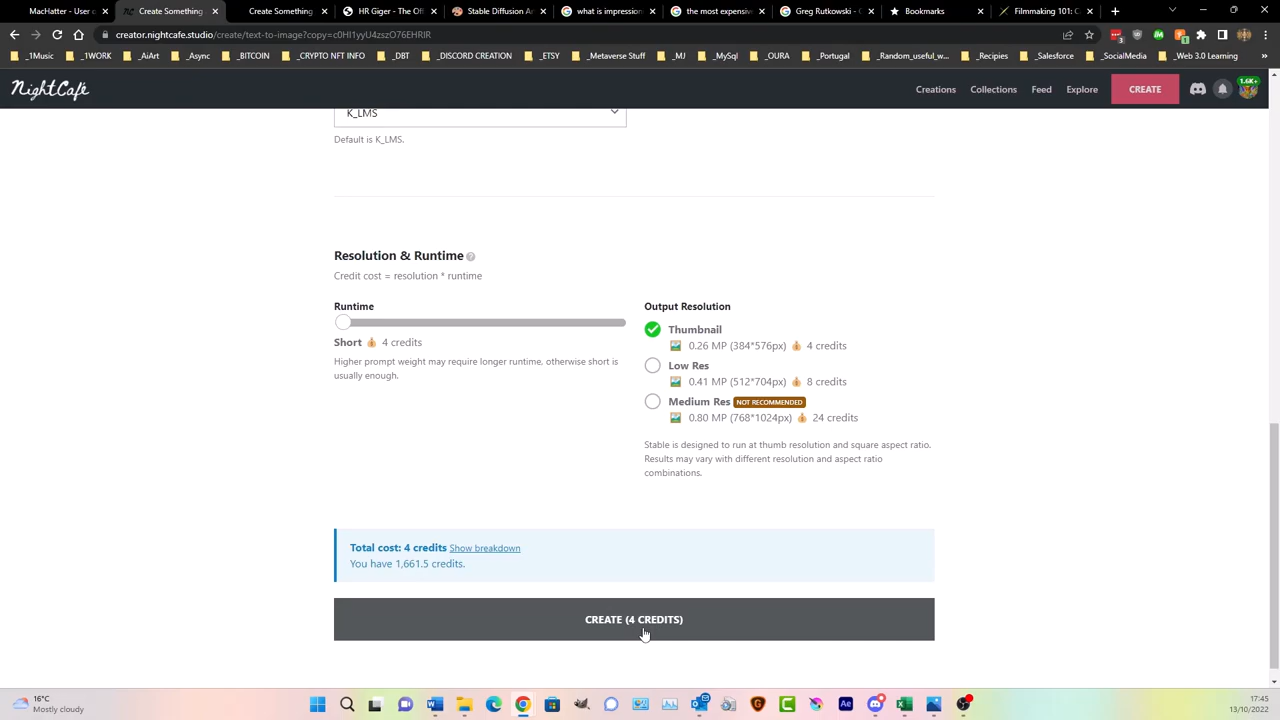 MacHatter - User
Create Something
Create Something
HR Giger - The Off
Stable Diffusion Ar
what is impression
the most expensive
Greg Rutkowski - G
Bookmarks
Filmmaking 101: C
creator.nightcafe.studio/create/text-to-image?copy=c0HI1yyU4zszO76EHRIR
_1Music
_1WORK
_AiArt
_Async
_BITCOIN
_CRYPTO NFT INFO
_DBT
_DISCORD CREATION
_ETSY
_Metaverse Stuff
_MJ
_MySql
_OURA
_Portugal
_Random_useful_w...
_Recipies
_Salesforce
_SocialMedia
_Web 3.0 Learning
»
NightCafe
Creations
Collections
Feed
Explore
CREATE
1.6K+
K_LMS
Default is K_LMS.
Resolution & Runtime ?
Credit cost = resolution * runtime
Runtime
Short 4 credits
Higher prompt weight may require longer runtime, otherwise short is
usually enough.
Output Resolution
Thumbnail
0.26 MP (384*576px) 4 credits
Low Res
0.41 MP (512*704px) 8 credits
Medium Res NOT RECOMMENDED
0.80 MP (768*1024px) 24 credits
Stable is designed to run at thumb resolution and square aspect ratio.
Results may vary with different resolution and aspect ratio
combinations.
Total cost: 4 credits Show breakdown
You have 1,661.5 credits.
CREATE (4 CREDITS)
16°C
Mostly cloudy
17:45
13/10/2022